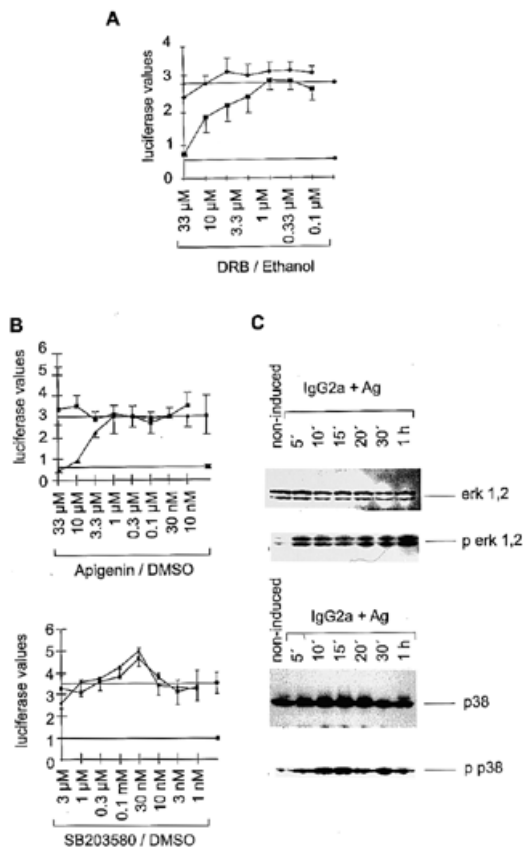 A
luciferase values
4
3
2
1
0
33 µM
10 µM
3.3 µM
1 µM
0.33 µM
0.1 µM
DRB / Ethanol
B
luciferase values
6
5
4
3
2
1
0
33 µM
10 µM
3.3 µM
1 µM
0.3 µM
0.1 µM
30 nM
10 nM
Apigenin / DMSO
luciferase values
6
5
4
3
2
1
0
3 µM
1 µM
0.3 µM
0.1 mM
30 nM
10 nM
3 nM
1 nM
SB203580 / DMSO
C
non-induced
IgG2a + Ag
5´
10´
15´
20´
30´
1 h
erk 1,2
p erk 1,2
non-induced
IgG2a + Ag
5´
10´
15´
20´
30´
1 h
p38
p p38